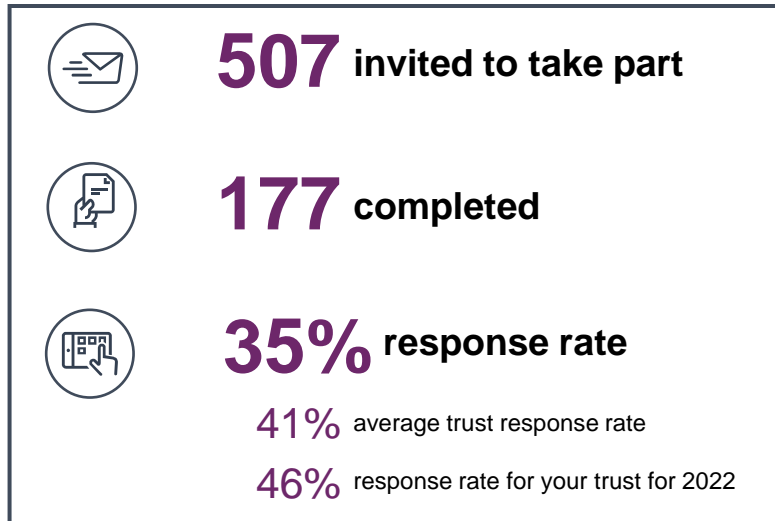 507 invited to take part
177 completed
35% response rate
41% average trust response rate
46% response rate for your trust for 2022